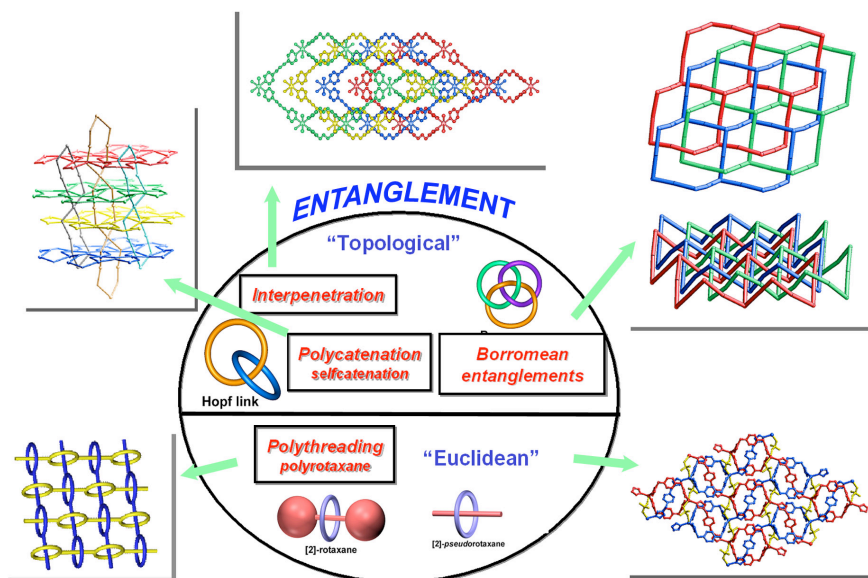 ENTANGLEMENT
“Topological”
Interpenetration
Polycatenation
selfcatenation
Borromean
entanglements
Hopf link
Polythreading
polyrotaxane
“Euclidean”
[2]-rotaxane
[2]-pseudorotaxane